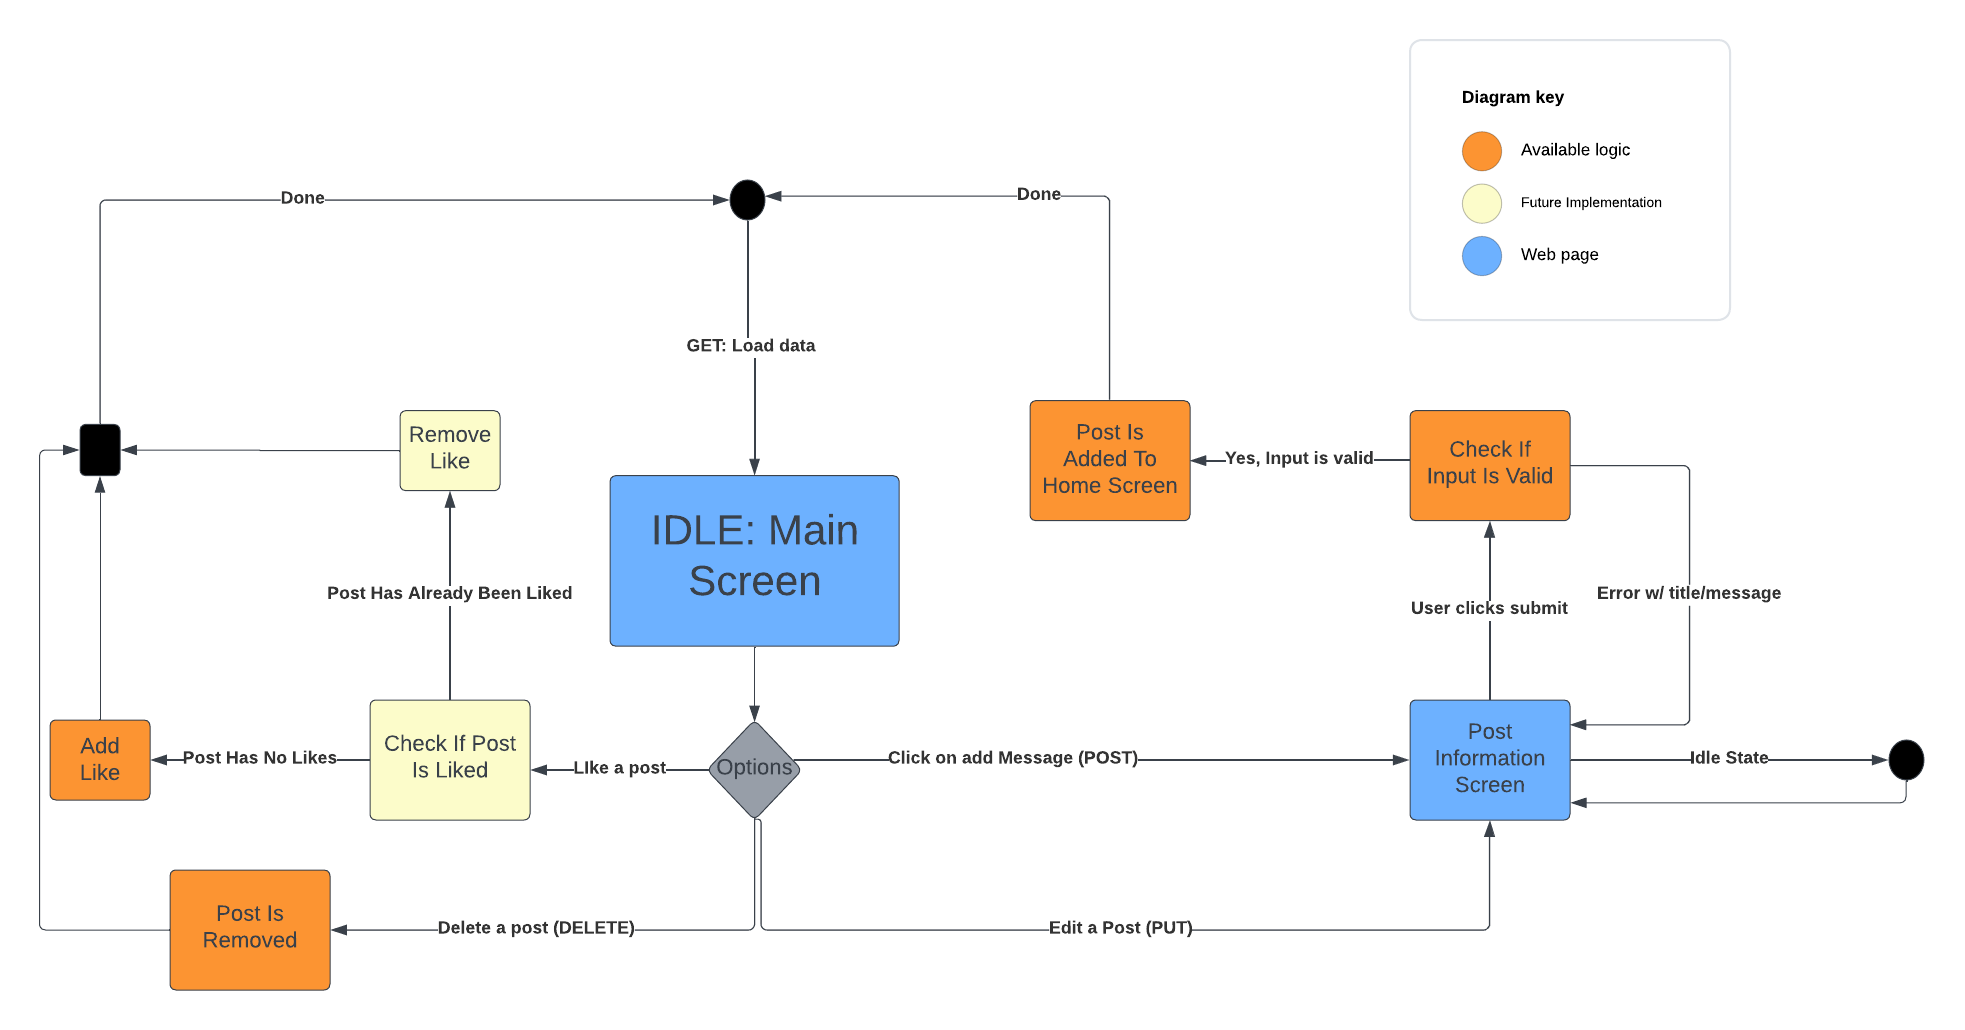 Diagram key
Available logic
Future Implementation
Web page
Done
Done
GET: Load data
Remove
Like
Post Is
Added To
Home Screen
Yes, Input is valid
Check If
Input Is Valid
IDLE: Main
Screen
Post Has Already Been Liked
User clicks submit
Error w/ title/message
Add
Like
Post Has No Likes
Check If Post
Is Liked
LIke a post
Options
Click on add Message (POST)
Post
Information
Screen
Idle State
Post Is
Removed
Delete a post (DELETE)
Edit a Post (PUT)